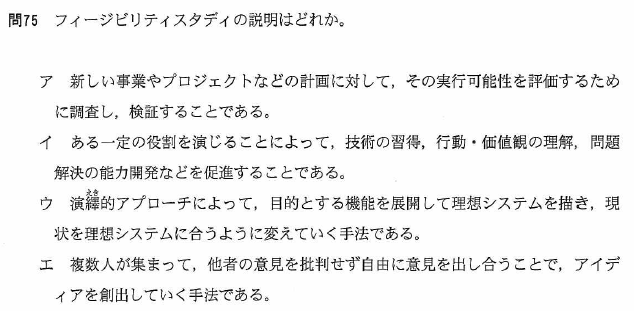 問75 フィージビリティスタディの説明はどれか。
ア 新しい事業やプロジェクトなどの計画に対して，その実行可能性を評価するため
に調査し，検証することである。
イ ある一定の役割を演じることによって，技術の習得，行動・価値観の理解，問題
解決の能力開発などを促進することである。
えき
ウ 演繹的アプローチによって，目的とする機能を展開して理想システムを描き，現
状を理想システムに合うように変えていく手法である。
エ 複数人が集まって，他者の意見を批判せず自由に意見を出し合うことで，アイデ
ィアを創出していく手法である。